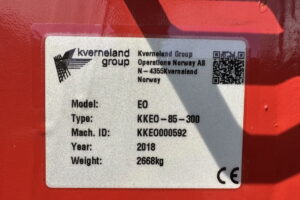 kverneland
group
Kverneland Group
Operations Norway AS
N-4355Kverneland
Norway
Model: EO
Type: KKEO-85-300
Mach. ID: KKEO000592
Year: 2018
Weight: 2668kg
CE